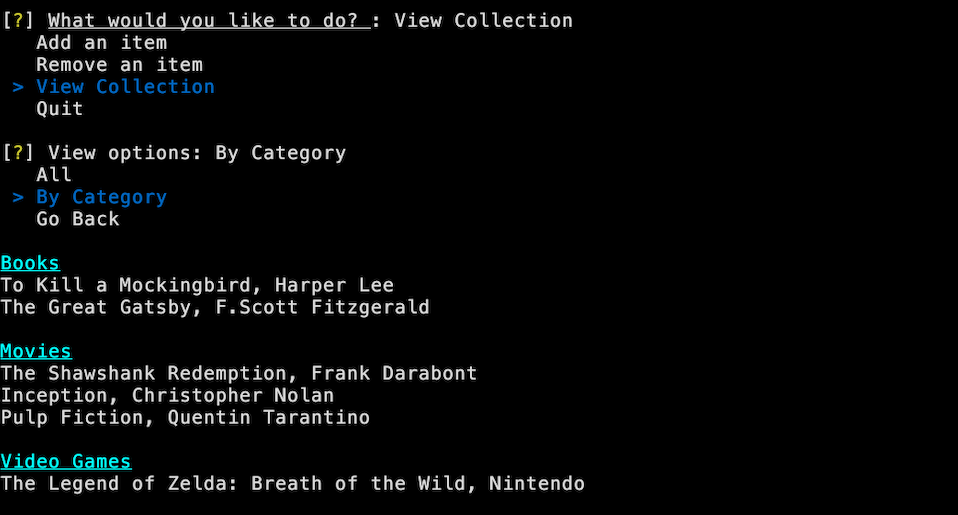 [?] What would you like to do? : View Collection
Add an item
Remove an item
> View Collection
Quit
[?] View options: By Category
All
> By Category
Go Back
Books
To Kill a Mockingbird, Harper Lee
The Great Gatsby, F.Scott Fitzgerald
Movies
The Shawshank Redemption, Frank Darabont
Inception, Christopher Nolan
Pulp Fiction, Quentin Tarantino
Video Games
The Legend of Zelda: Breath of the Wild, Nintendo